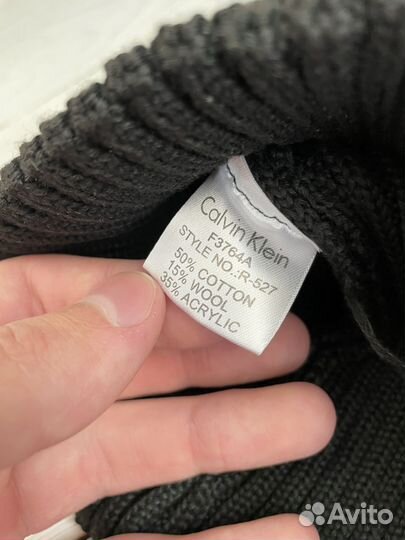 Calvin Klein
F3764A
STYLE NO.:R-527
50% COTTON
15% WOOL
35% ACRYLIC
Avito